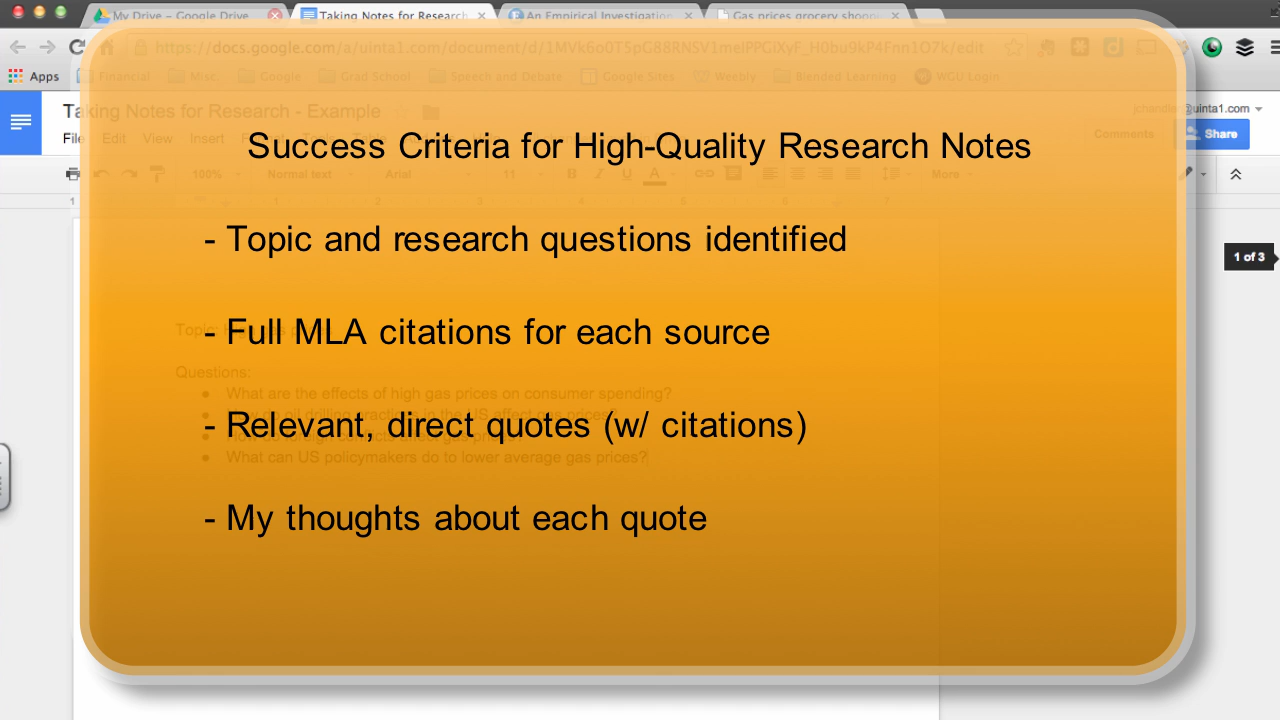 My Drive - Google Drive
Taking Notes for Research
An Empirical Investigation
Gas prices grocery shopp
Apps Financial Misc Google Grad School Speech and Debate Google Sites Weebly Blended Learning WGU Login
Taking Notes for Research - Example
@uinta1.com
File Edit View Insert
Comments Share
Success Criteria for High-Quality Research Notes
100% Normal text Arial 11 More
- Topic and research questions identified
1 of 3
- Full MLA citations for each source
Questions:
What are the effects of high gas prices on consumer spending?
- Relevant, direct quotes (w/ citations)
What can US policymakers do to lower average gas prices?
- My thoughts about each quote